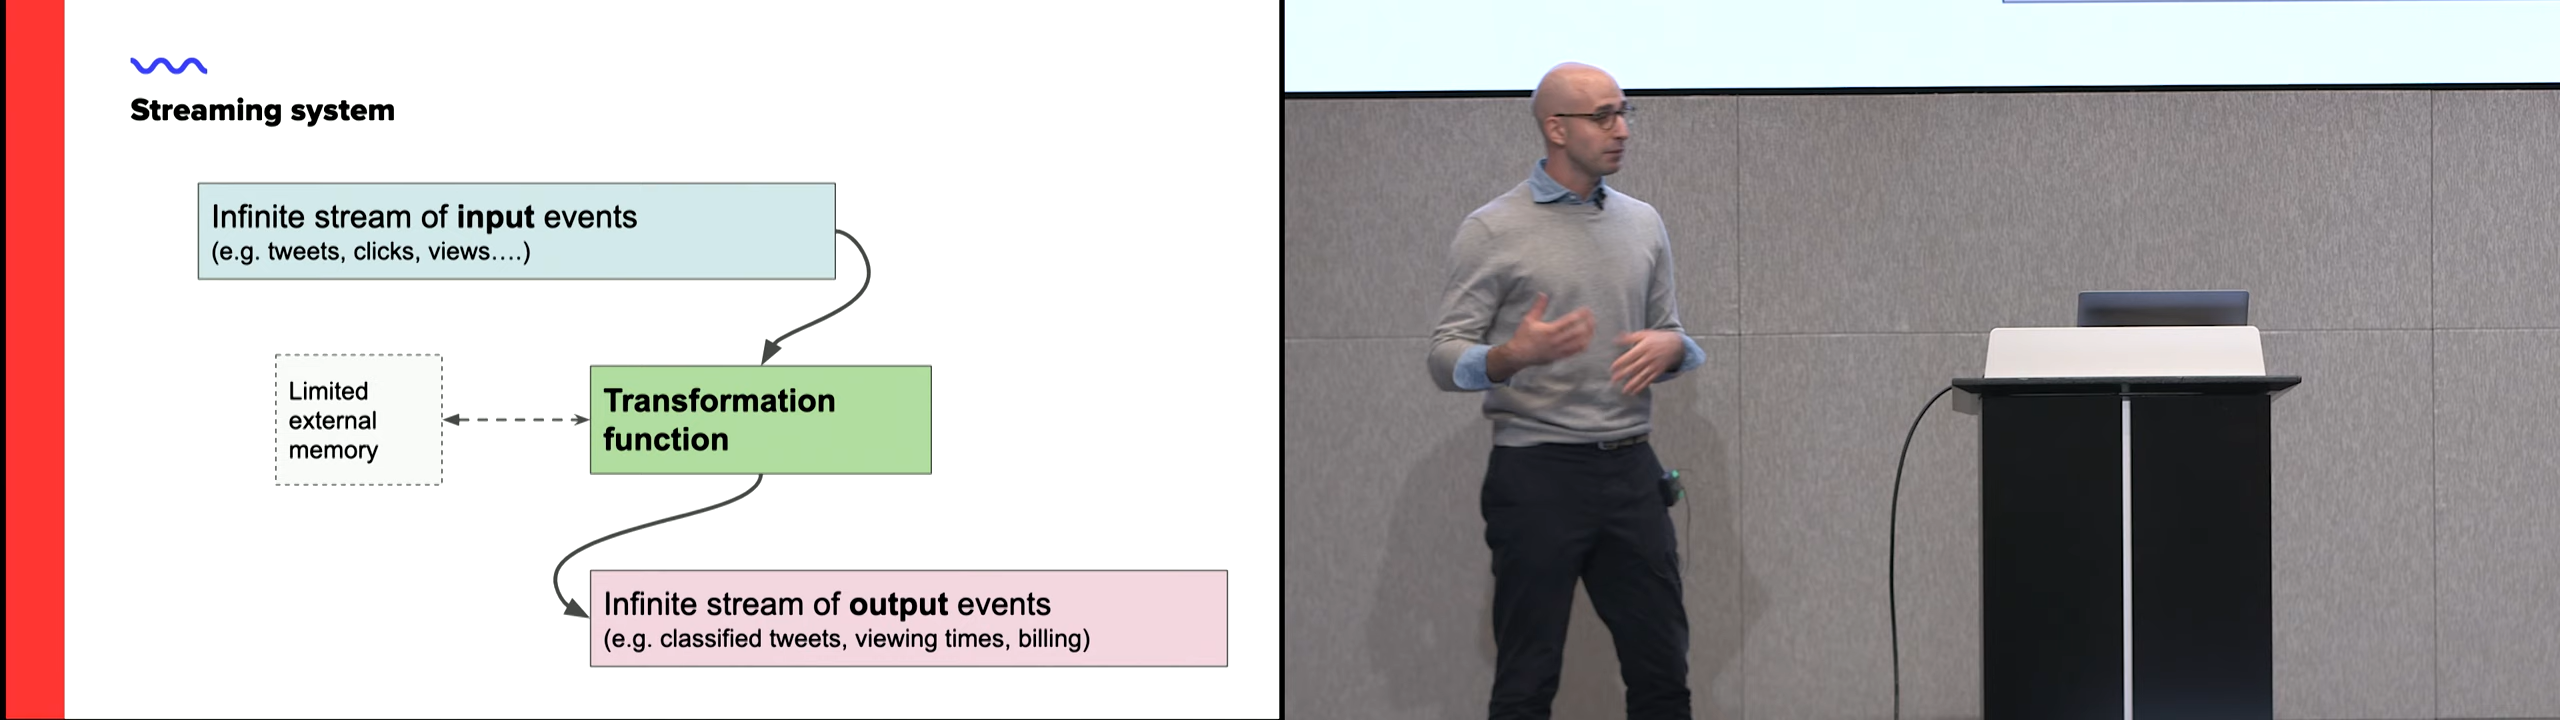 Streaming system
Infinite stream of input events
(e.g. tweets, clicks, views....)
Limited
external
memory
Transformation
function
Infinite stream of output events
(e.g. classified tweets, viewing times, billing)